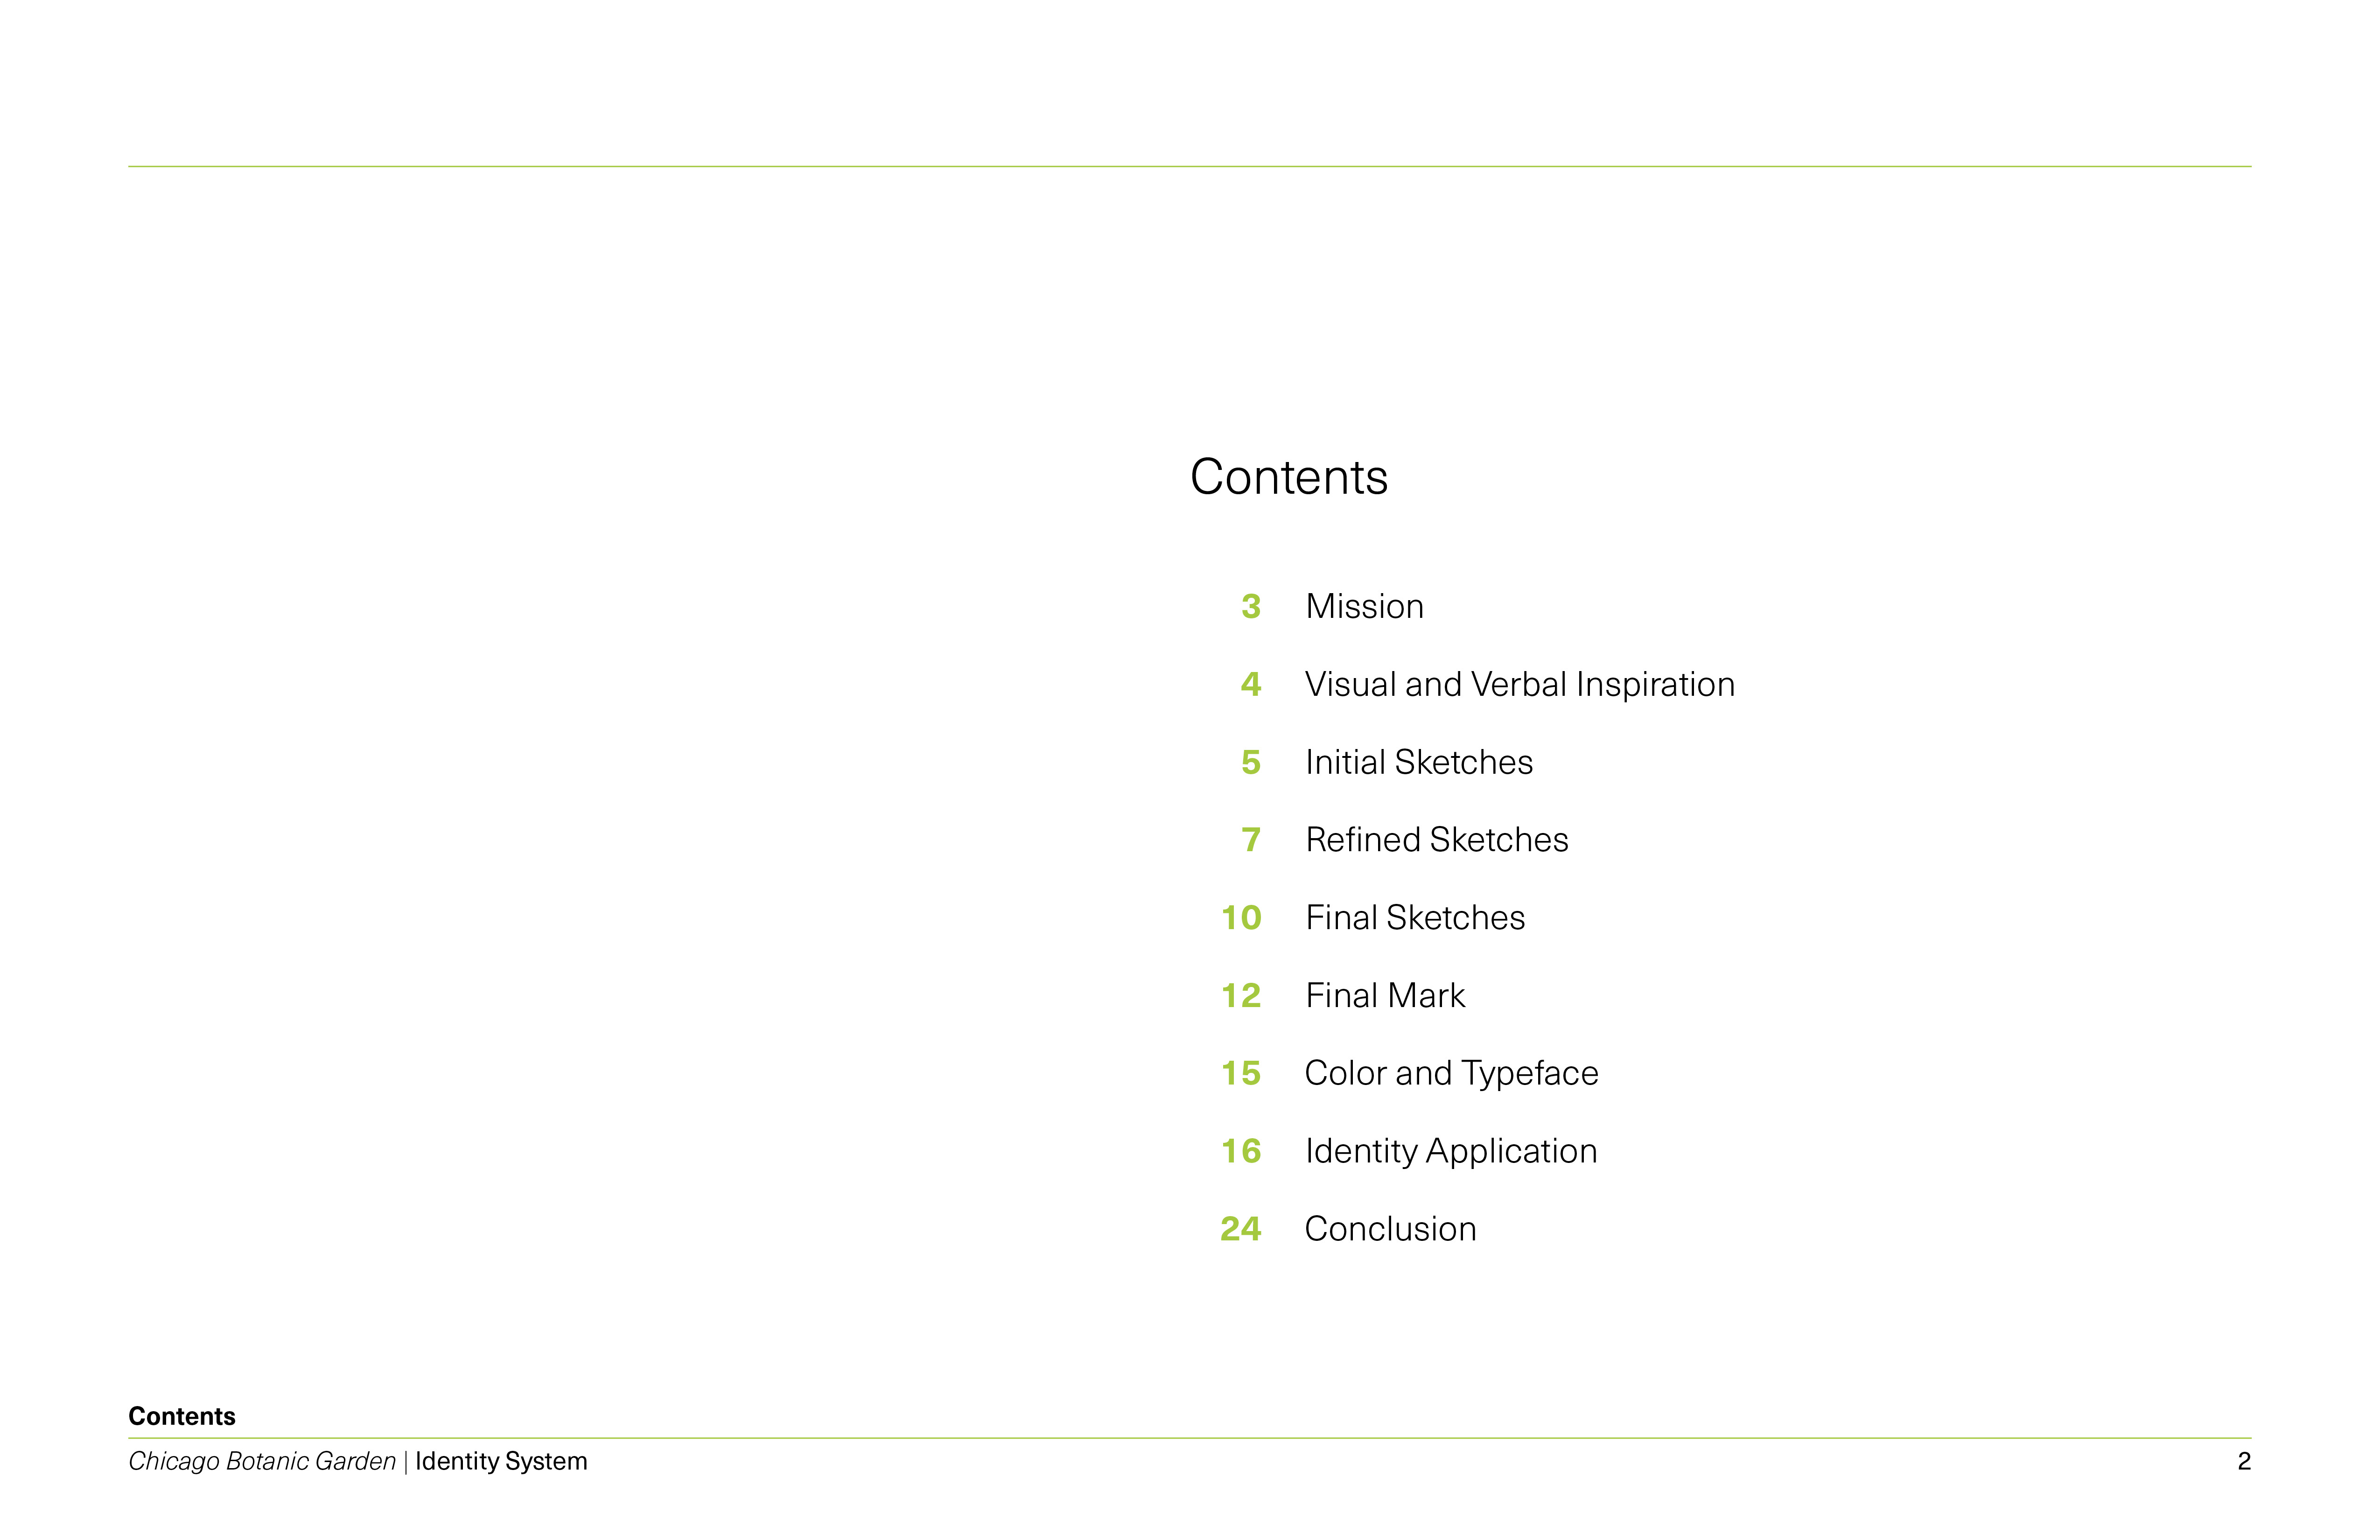 Contents
3 Mission
4 Visual and Verbal Inspiration
5 Initial Sketches
7 Refined Sketches
10 Final Sketches
12 Final Mark
15 Color and Typeface
16 Identity Application
24 Conclusion
Contents
Chicago Botanic Garden | Identity System 2